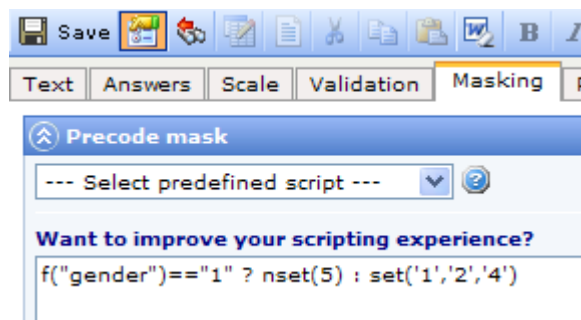 Save B I
Text Answers Scale Validation Masking
Precode mask
--- Select predefined script ---
Want to improve your scripting experience?
f("gender")=="1" ? nset(5) : set('1','2','4')